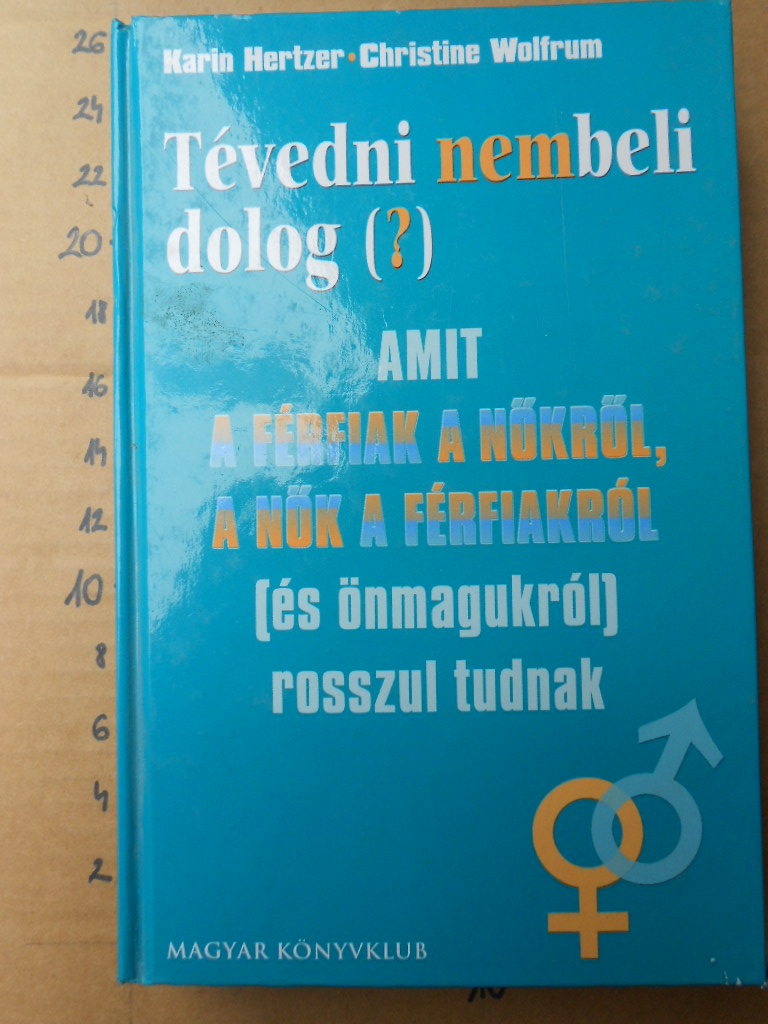 Karin Hertzer•Christine Wolfrum
Tévedni nembeli
dolog (?)
AMIT
A FÉRFIAK A NŐKRŐL,
A NŐK A FÉRFIAKRÓL
(és önmagukról)
rosszul tudnak
MAGYAR KÖNYVKLUB
26
24
22
20
18
16
14
12
10
8
6
4
2